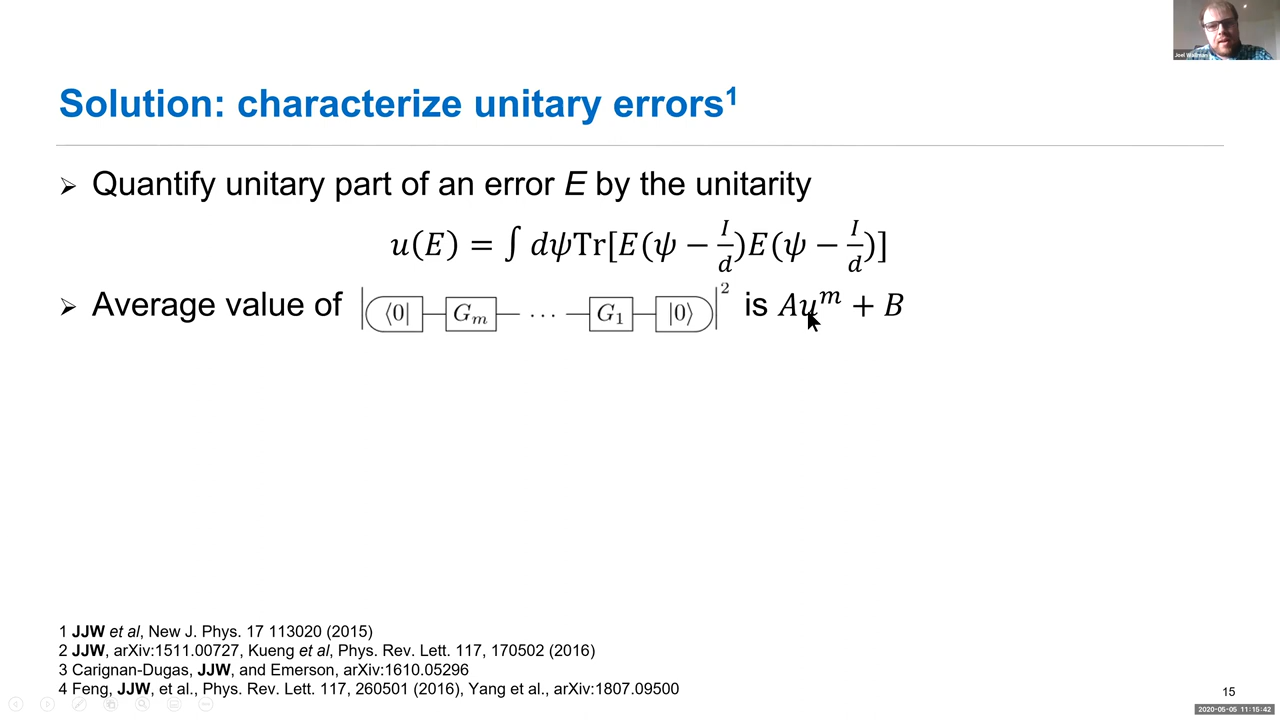 Joel Wallman
Solution: characterize unitary errors¹
➢ Quantify unitary part of an error E by the unitarity
u(E) = ∫ dψTr[E(ψ − I/d)E(ψ − I/d)]
➢ Average value of |⟨0| G_m ⋯ G_1 |0⟩|² is Au^m + B
1 JJW et al, New J. Phys. 17 113020 (2015)
2 JJW, arXiv:1511.00727, Kueng et al, Phys. Rev. Lett. 117, 170502 (2016)
3 Carignan-Dugas, JJW, and Emerson, arXiv:1610.05296
4 Feng, JJW, et al., Phys. Rev. Lett. 117, 260501 (2016), Yang et al., arXiv:1807.09500
15
2020-05-05 11:15:42